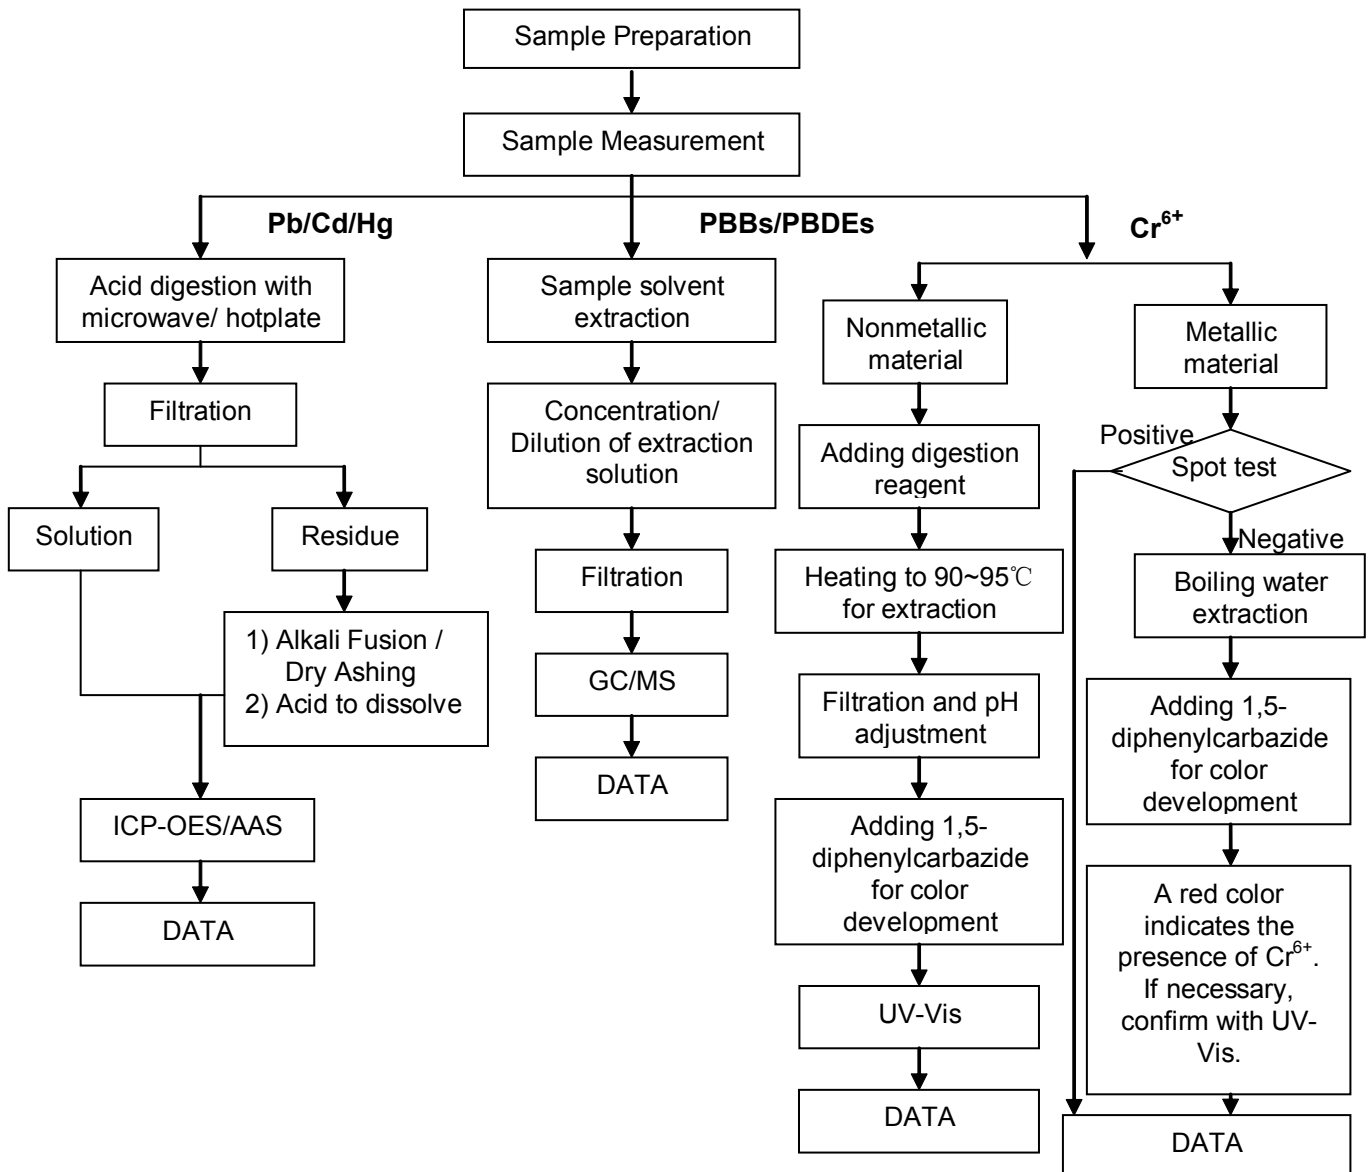 Sample Preparation
Sample Measurement
Pb/Cd/Hg
PBBs/PBDEs
Cr⁶⁺
Acid digestion with
microwave/ hotplate
Filtration
Solution
Residue
1) Alkali Fusion /
Dry Ashing
2) Acid to dissolve
ICP-OES/AAS
DATA
Sample solvent
extraction
Concentration/
Dilution of extraction
solution
Filtration
GC/MS
DATA
Nonmetallic
material
Adding digestion
reagent
Heating to 90~95℃
for extraction
Filtration and pH
adjustment
Adding 1,5-
diphenylcarbazide
for color
development
UV-Vis
DATA
Metallic
material
Positive
Spot test
Negative
Boiling water
extraction
Adding 1,5-
diphenylcarbazide
for color
development
A red color
indicates the
presence of Cr⁶⁺.
If necessary,
confirm with UV-
Vis.
DATA